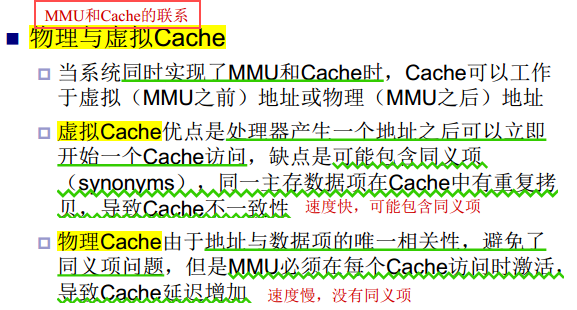 MMU和Cache的联系
物理与虚拟Cache
当系统同时实现了MMU和Cache时，Cache可以工作
于虚拟（MMU之前）地址或物理（MMU之后）地址
虚拟Cache优点是处理器产生一个地址之后可以立即
开始一个Cache访问，缺点是可能包含同义项
（synonyms），同一主存数据项在Cache中有重复拷
贝，导致Cache不一致性 速度快，可能包含同义项
物理Cache由于地址与数据项的唯一相关性，避免了
同义项问题，但是MMU必须在每个Cache访问时激活，
导致Cache延迟增加 速度慢，没有同义项